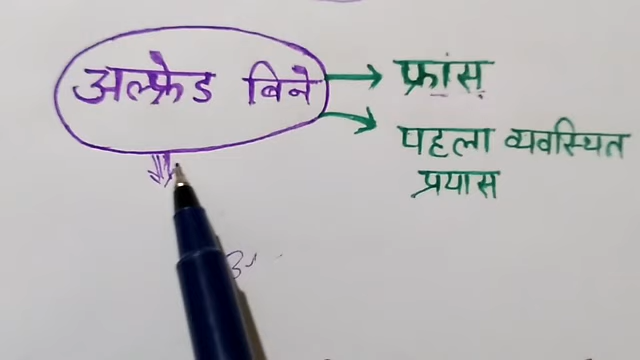 अल्फ्रेड बिने
फ्रांस
पहला व्यवस्थित
प्रयास